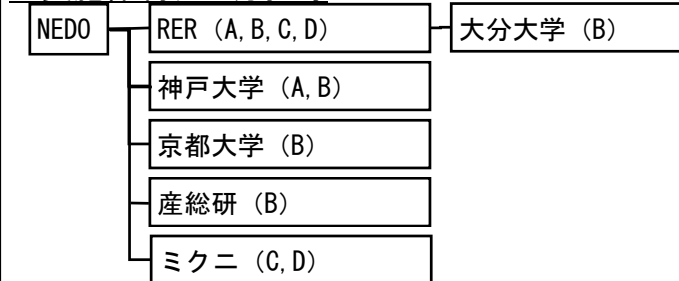 NEDO
RER (A,B,C,D)
大分大学 (B)
神戸大学 (A,B)
京都大学 (B)
産総研 (B)
ミクニ (C,D)